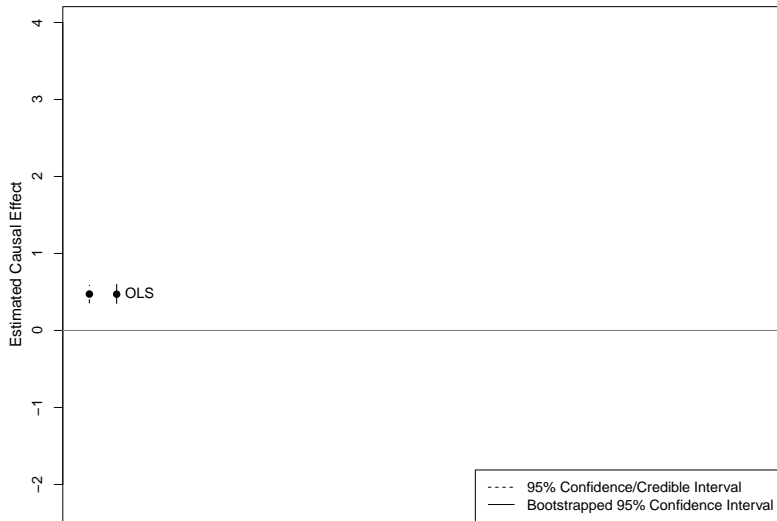 4
3
2
1
0
−1
−2
Estimated Causal Effect
OLS
95% Confidence/Credible Interval
Bootstrapped 95% Confidence Interval